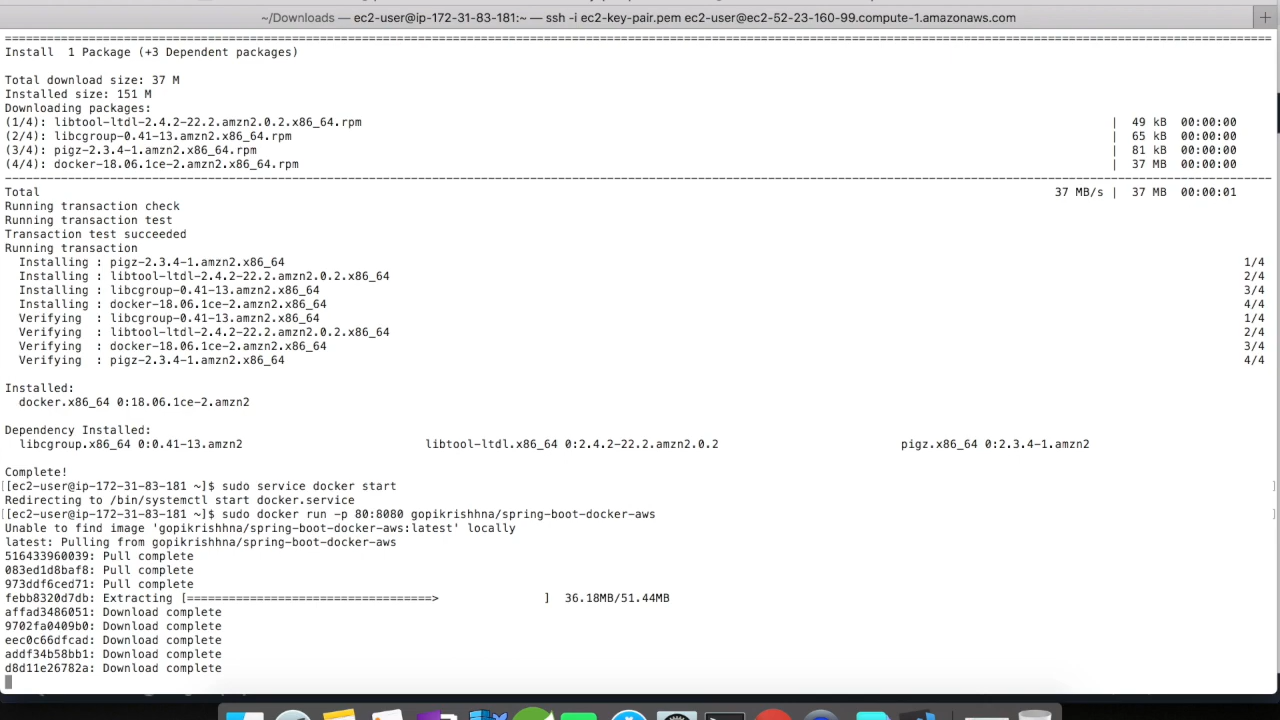 ~/Downloads — ec2-user@ip-172-31-83-181:~ — ssh -i ec2-key-pair.pem ec2-user@ec2-52-23-160-99.compute-1.amazonaws.com
Install  1 Package (+3 Dependent packages)
Total download size: 37 M
Installed size: 151 M
Downloading packages:
(1/4): libtool-ltdl-2.4.2-22.2.amzn2.0.2.x86_64.rpm | 49 kB 00:00:00
(2/4): libcgroup-0.41-13.amzn2.x86_64.rpm | 65 kB 00:00:00
(3/4): pigz-2.3.4-1.amzn2.x86_64.rpm | 81 kB 00:00:00
(4/4): docker-18.06.1ce-2.amzn2.x86_64.rpm | 37 MB 00:00:00
Total 37 MB/s | 37 MB 00:00:01
Running transaction check
Running transaction test
Transaction test succeeded
Running transaction
Installing : pigz-2.3.4-1.amzn2.x86_64 1/4
Installing : libtool-ltdl-2.4.2-22.2.amzn2.0.2.x86_64 2/4
Installing : libcgroup-0.41-13.amzn2.x86_64 3/4
Installing : docker-18.06.1ce-2.amzn2.x86_64 4/4
Verifying  : libcgroup-0.41-13.amzn2.x86_64 1/4
Verifying  : libtool-ltdl-2.4.2-22.2.amzn2.0.2.x86_64 2/4
Verifying  : docker-18.06.1ce-2.amzn2.x86_64 3/4
Verifying  : pigz-2.3.4-1.amzn2.x86_64 4/4
Installed:
docker.x86_64 0:18.06.1ce-2.amzn2
Dependency Installed:
libcgroup.x86_64 0:0.41-13.amzn2 libtool-ltdl.x86_64 0:2.4.2-22.2.amzn2.0.2 pigz.x86_64 0:2.3.4-1.amzn2
Complete!
[[ec2-user@ip-172-31-83-181 ~]$ sudo service docker start ]
Redirecting to /bin/systemctl start docker.service
[[ec2-user@ip-172-31-83-181 ~]$ sudo docker run -p 80:8080 gopikrishhna/spring-boot-docker-aws ]
Unable to find image 'gopikrishhna/spring-boot-docker-aws:latest' locally
latest: Pulling from gopikrishhna/spring-boot-docker-aws
516433960039: Pull complete
083ed1d8baf8: Pull complete
973ddf6ced71: Pull complete
febb8320d7db: Extracting [===================================> ] 36.18MB/51.44MB
affad3486051: Download complete
9702fa0409b0: Download complete
eec0c66dfcad: Download complete
addf34b58bb1: Download complete
d8d11e26782a: Download complete